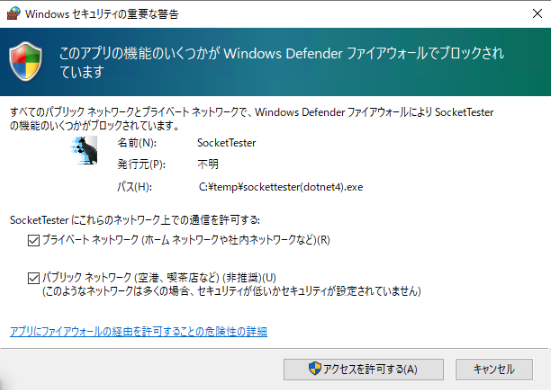 Windows セキュリティの重要な警告
このアプリの機能のいくつかが Windows Defender ファイアウォールでブロックされ
ています
すべてのパブリック ネットワークとプライベート ネットワークで、Windows Defender ファイアウォールにより SocketTester
の機能のいくつかがブロックされています。
名前(N): SocketTester
発行元(P): 不明
パス(H): C:¥temp¥sockettester(dotnet4).exe
SocketTester にこれらのネットワーク上での通信を許可する:
プライベート ネットワーク (ホーム ネットワークや社内ネットワークなど)(R)
パブリック ネットワーク (空港、喫茶店など) (非推奨)(U)
(このようなネットワークは多くの場合、セキュリティが低いかセキュリティが設定されていません)
アプリにファイアウォールの経由を許可することの危険性の詳細
アクセスを許可する(A) キャンセル